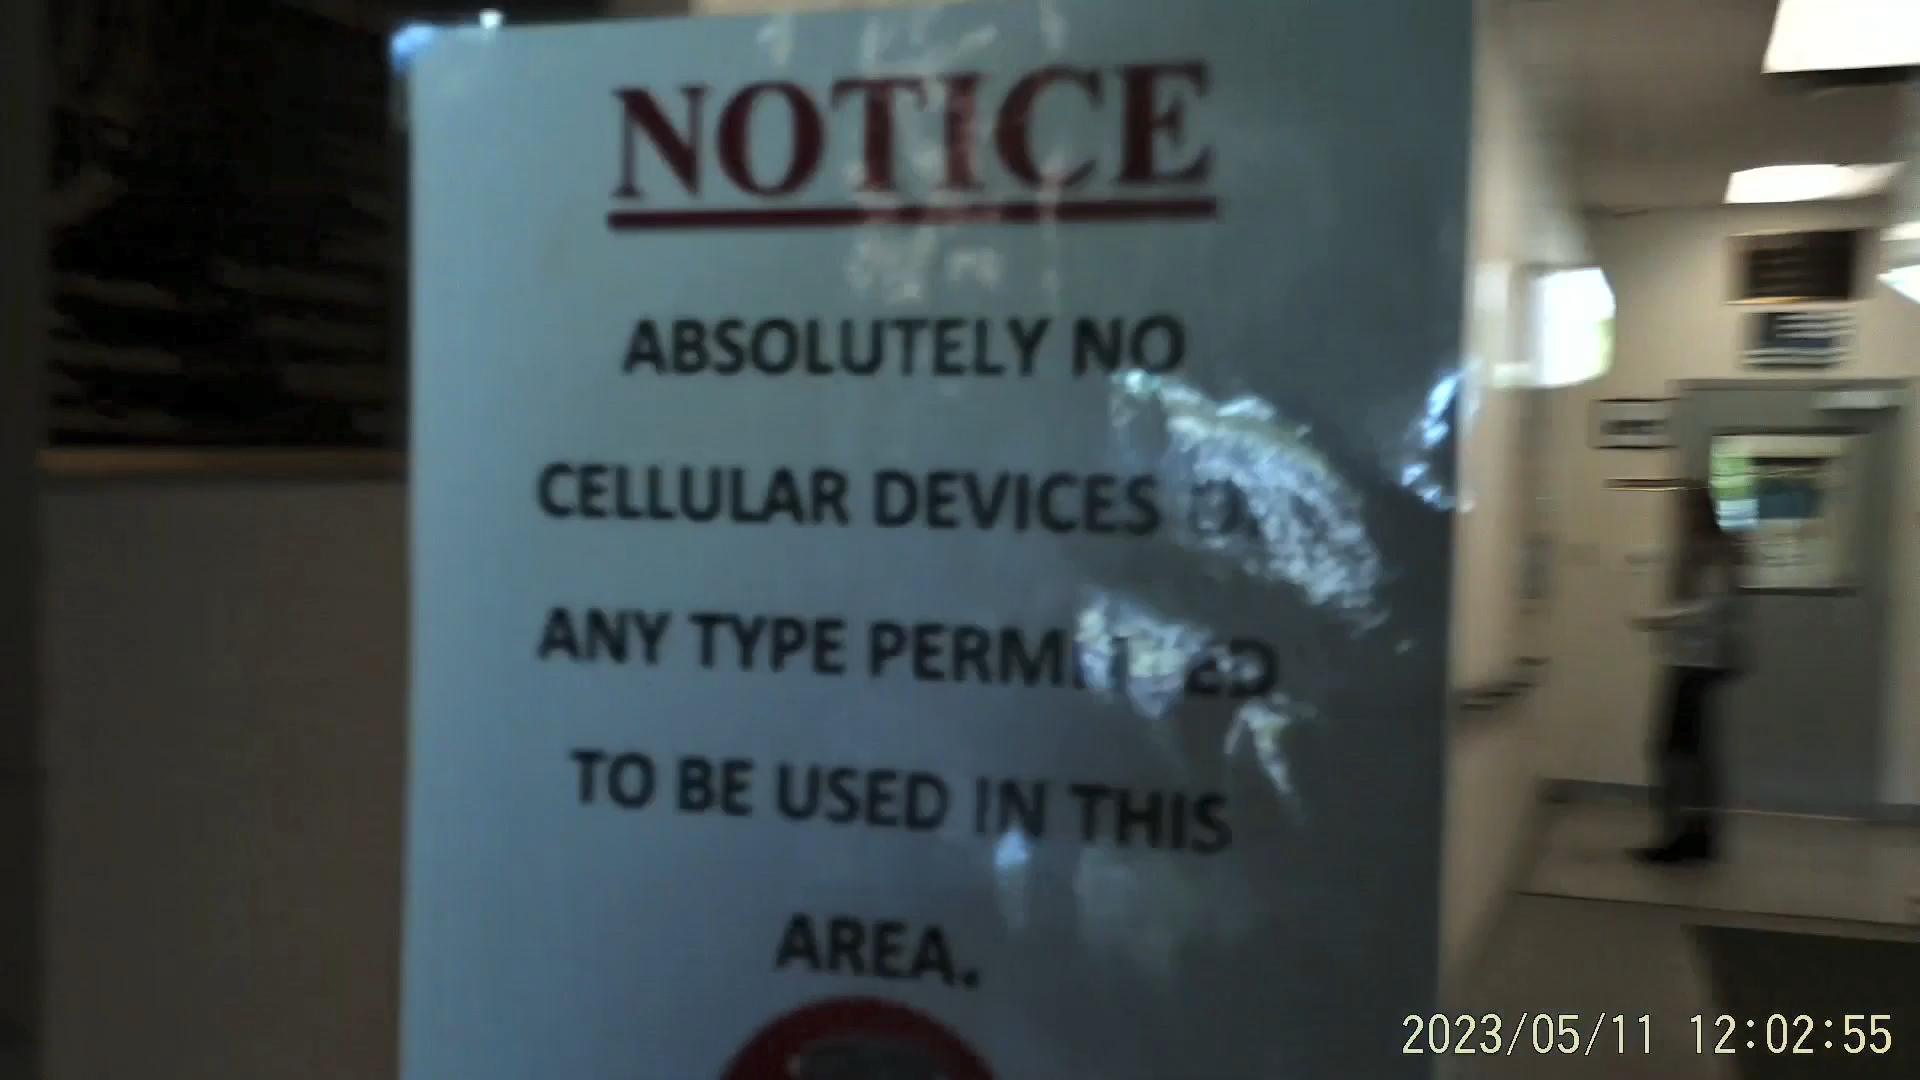 NOTICE
ABSOLUTELY NO
CELLULAR DEVICES
ANY TYPE PERMITTED
TO BE USED IN THIS
AREA.
2023/05/11 12:02:55